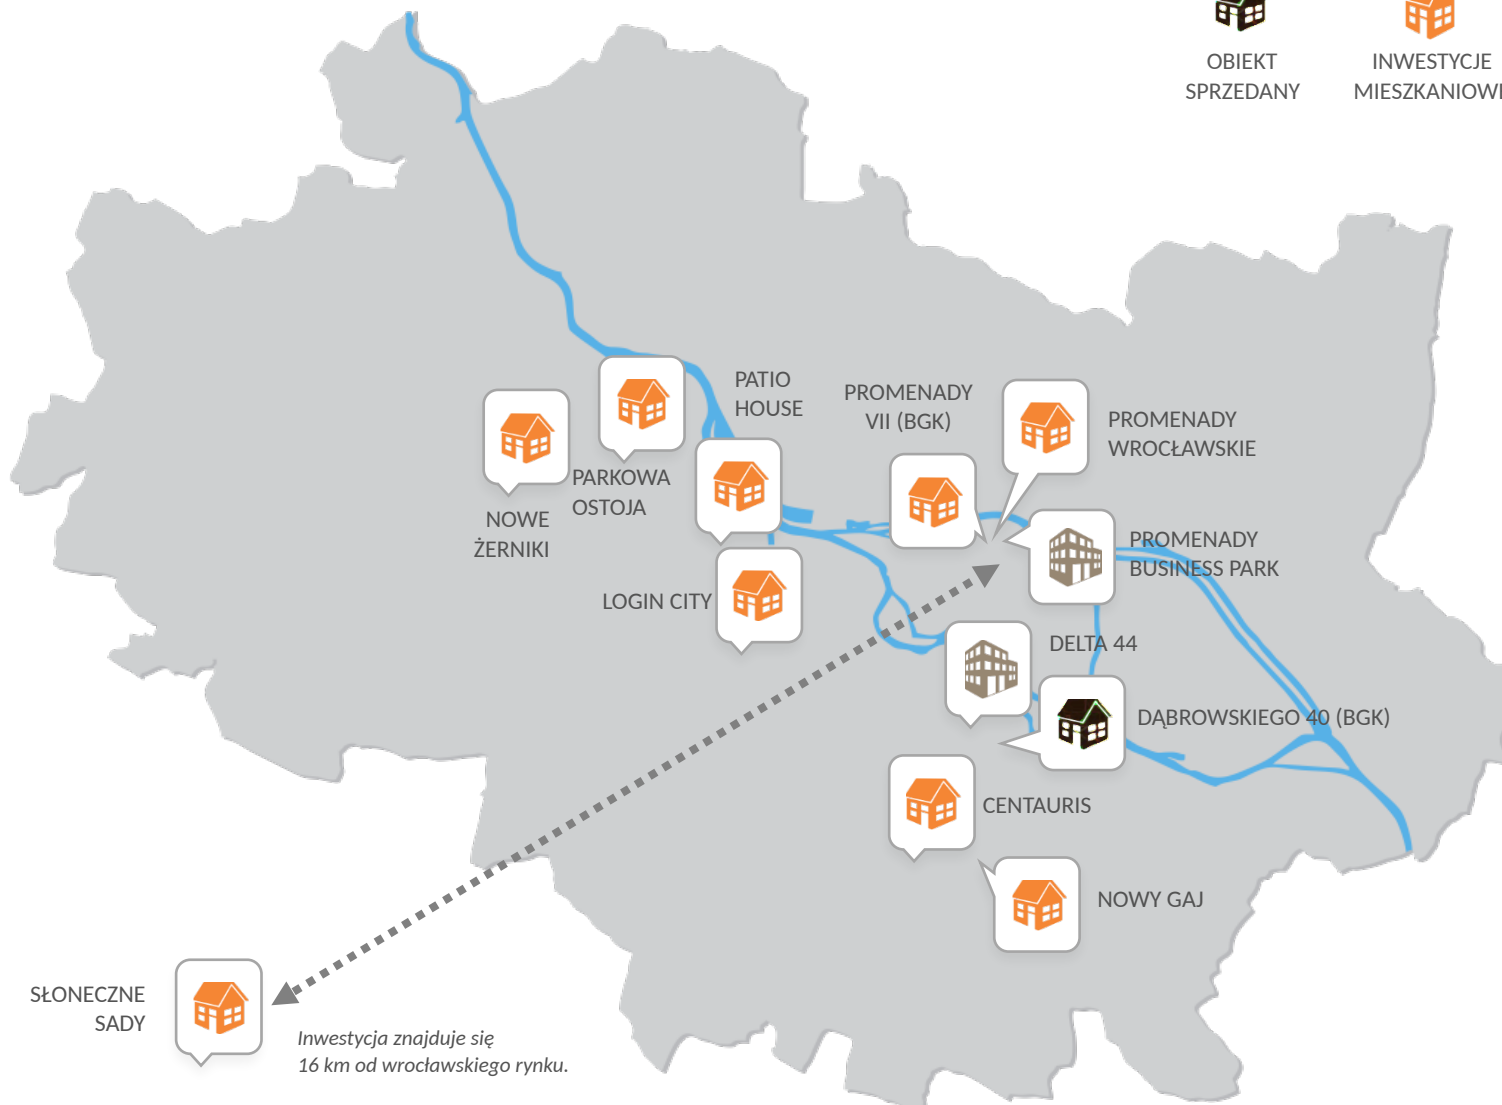 OBIEKT
SPRZEDANY
INWESTYCJE
PATIO
HOUSE
PROMENADY
VII (BGK)
PROMENADY
WROCŁAWSKIE
PARKOWA
OSTOJA
NOWE
ŻERNIKI
PROMENADY
BUSINESS PARK
LOGIN CITY
DELTA 44
DĄBROWSKIEGO 40 (BGK)
CENTAURIS
NOWY GAJ
SŁONECZNE
SADY
Inwestycja znajduje się
16 km od wrocławskiego rynku.